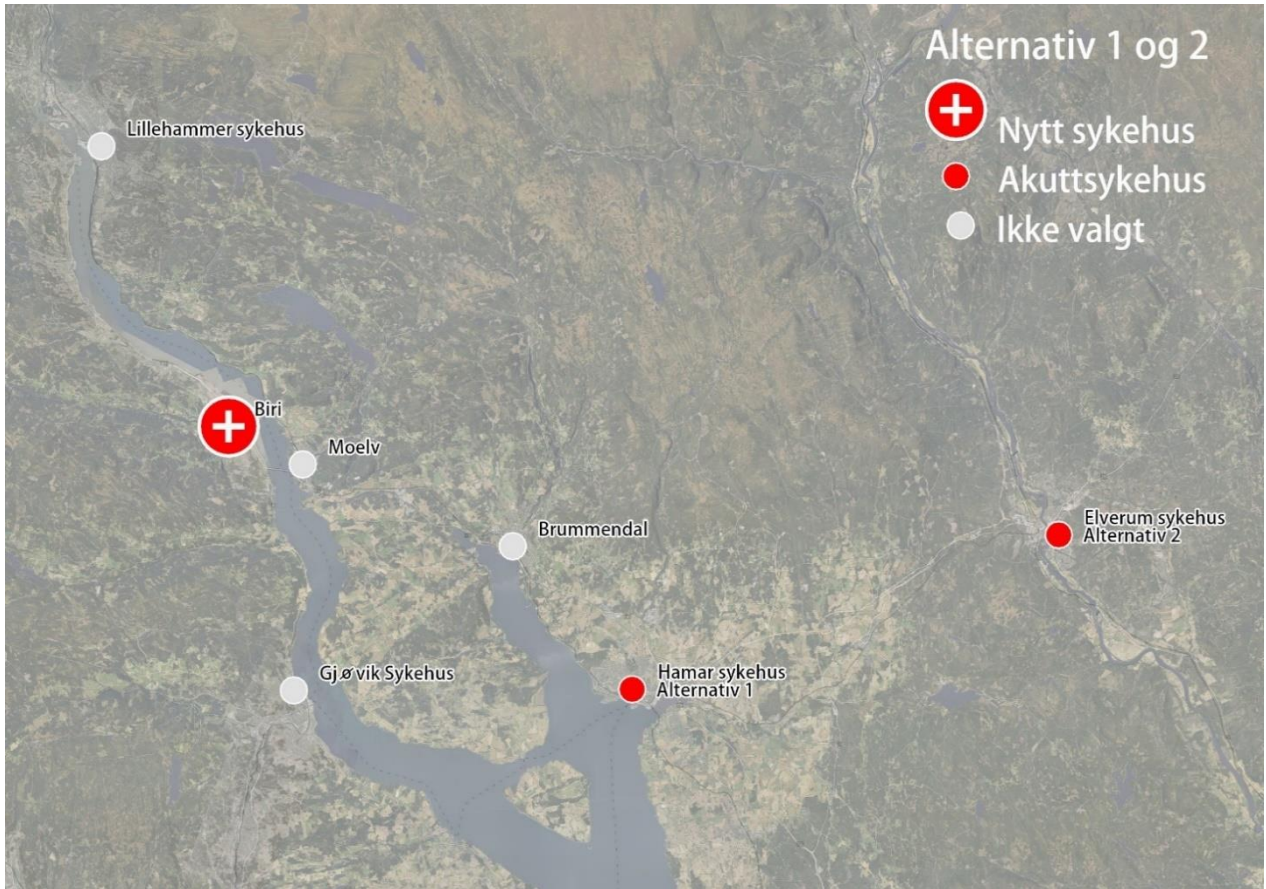 Alternativ 1 og 2
Nytt sykehus
Akuttsykehus
Ikke valgt
Lillehammer sykehus
Biri
Moelv
Brummendal
Elverum sykehus
Alternativ 2
Gjøvik Sykehus
Hamar sykehus
Alternativ 1